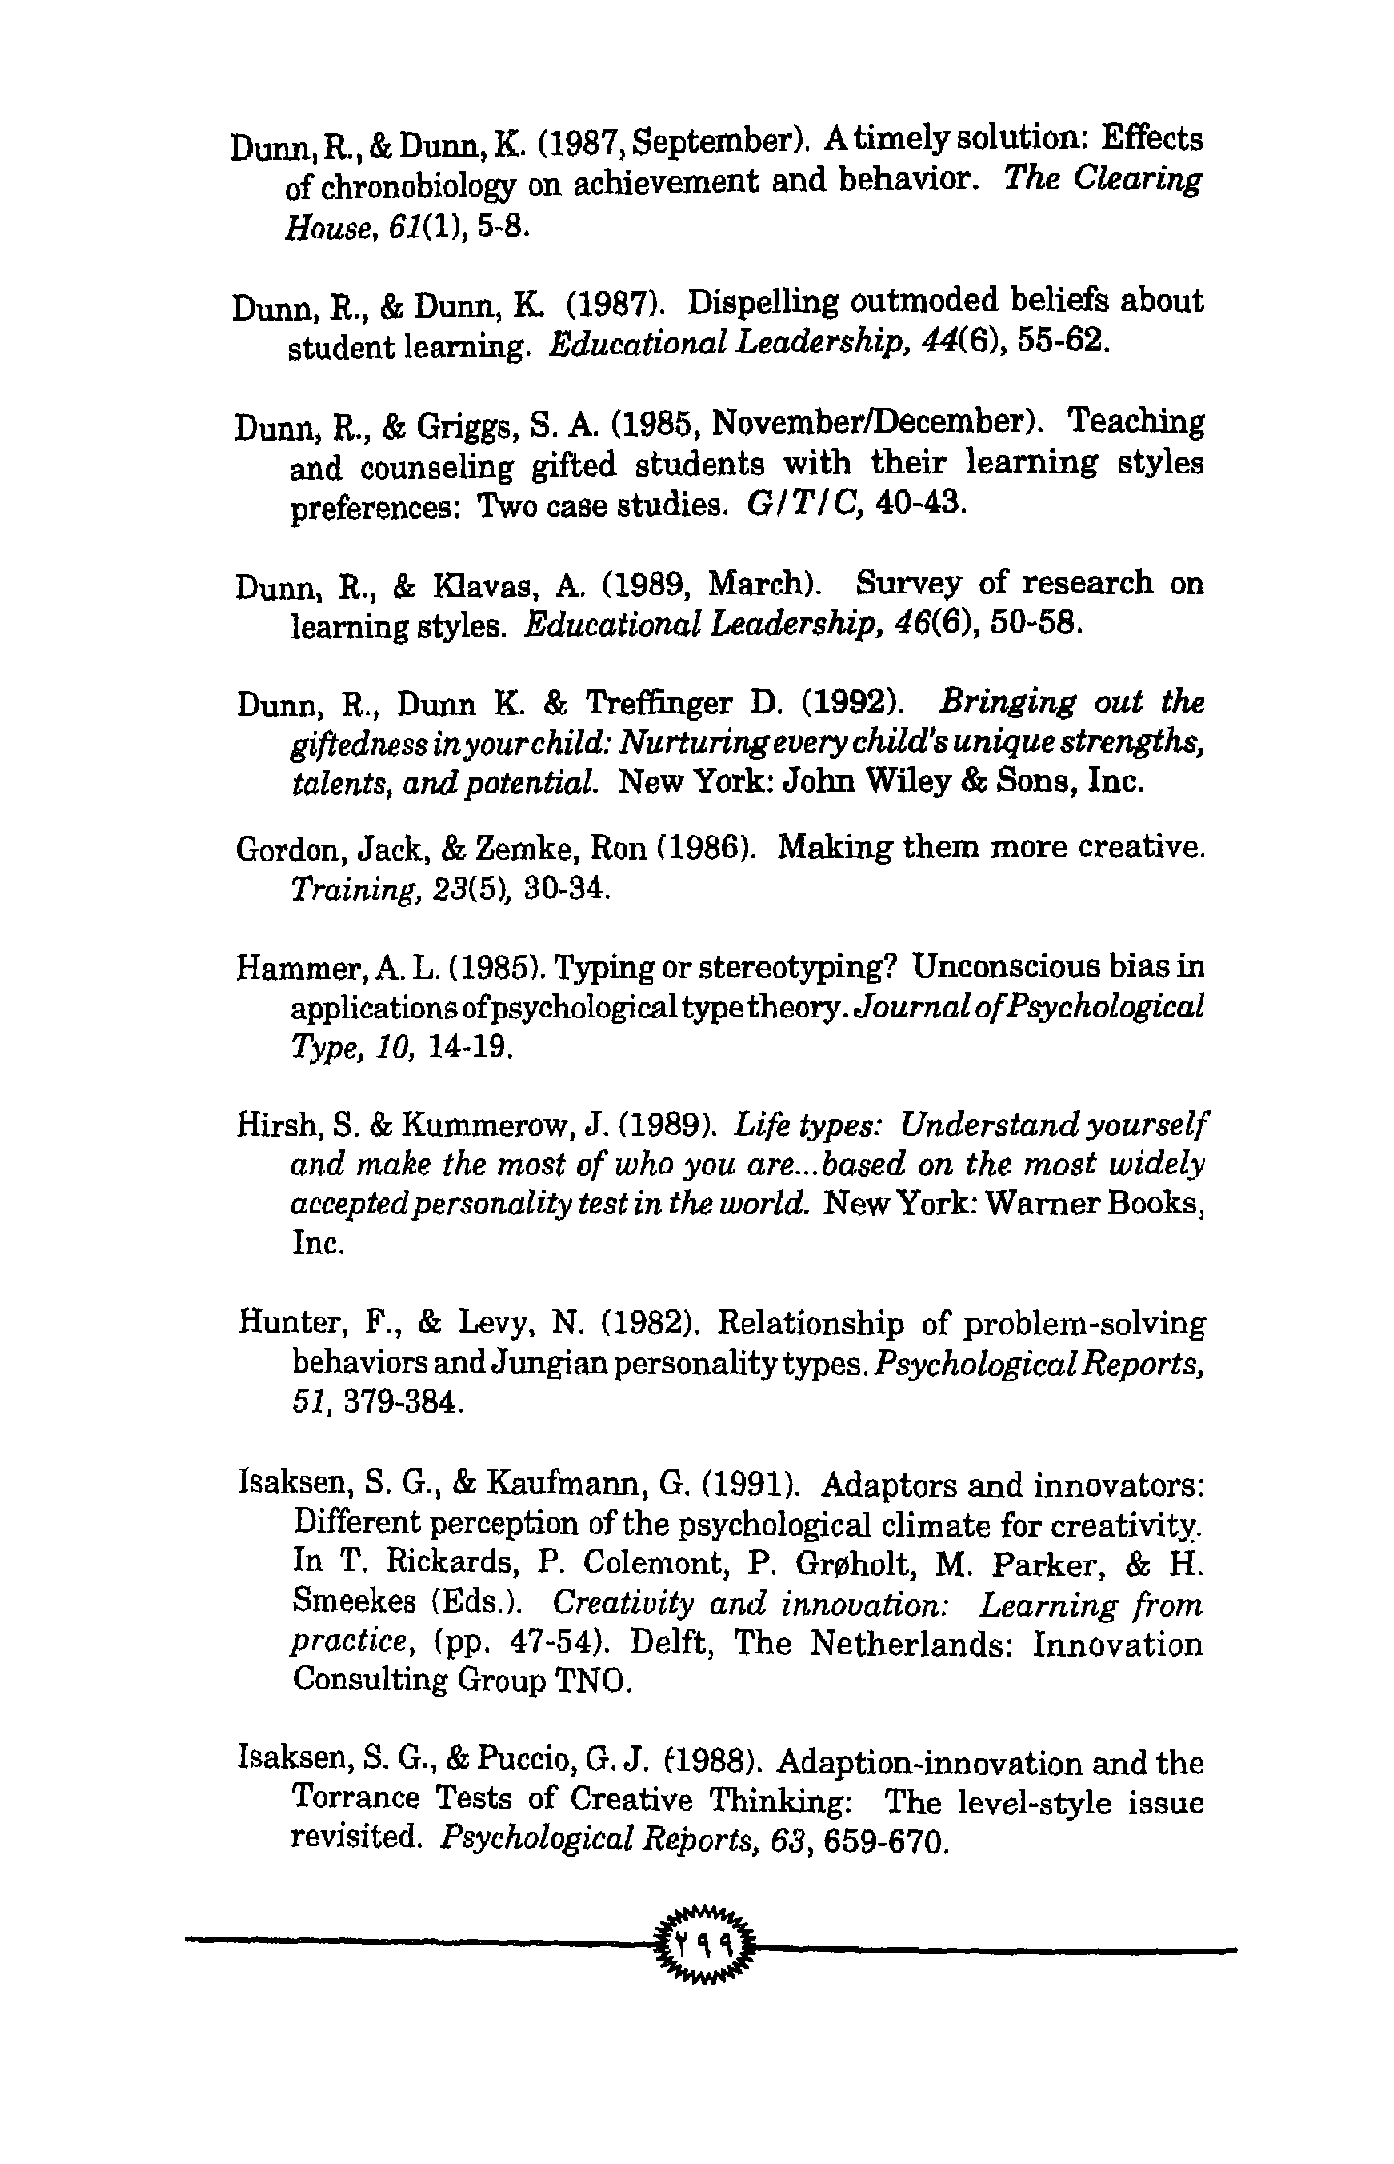 Dunn, R., & Dunn, K. (1987, September). A timely solution: Effects
of chronobiology on achievement and behavior. The Clearing
House, 61(1), 5-8.
Dunn, R., & Dunn, K. (1987). Dispelling outmoded beliefs about
student learning. Educational Leadership, 44(6), 55-62.
Dunn, R., & Griggs, S. A. (1985, November/December). Teaching
and counseling gifted students with their learning styles
preferences: Two case studies. G/T/C, 40-43.
Dunn, R., & Klavas, A. (1989, March). Survey of research on
learning styles. Educational Leadership, 46(6), 50-58.
Dunn, R., Dunn K. & Treffinger D. (1992). Bringing out the
giftedness in your child: Nurturing every child's unique strengths,
talents, and potential. New York: John Wiley & Sons, Inc.
Gordon, Jack, & Zemke, Ron (1986). Making them more creative.
Training, 23(5), 30-34.
Hammer, A. L. (1985). Typing or stereotyping? Unconscious bias in
applications of psychological type theory. Journal of Psychological
Type, 10, 14-19.
Hirsh, S. & Kummerow, J. (1989). Life types: Understand yourself
and make the most of who you are...based on the most widely
accepted personality test in the world. New York: Warner Books,
Inc.
Hunter, F., & Levy, N. (1982). Relationship of problem-solving
behaviors and Jungian personality types. Psychological Reports,
51, 379-384.
Isaksen, S. G., & Kaufmann, G. (1991). Adaptors and innovators:
Different perception of the psychological climate for creativity.
In T. Rickards, P. Colemont, P. Grøholt, M. Parker, & H.
Smeekes (Eds.). Creativity and innovation: Learning from
practice, (pp. 47-54). Delft, The Netherlands: Innovation
Consulting Group TNO.
Isaksen, S. G., & Puccio, G. J. (1988). Adaption-innovation and the
Torrance Tests of Creative Thinking: The level-style issue
revisited. Psychological Reports, 63, 659-670.
٢٩٩